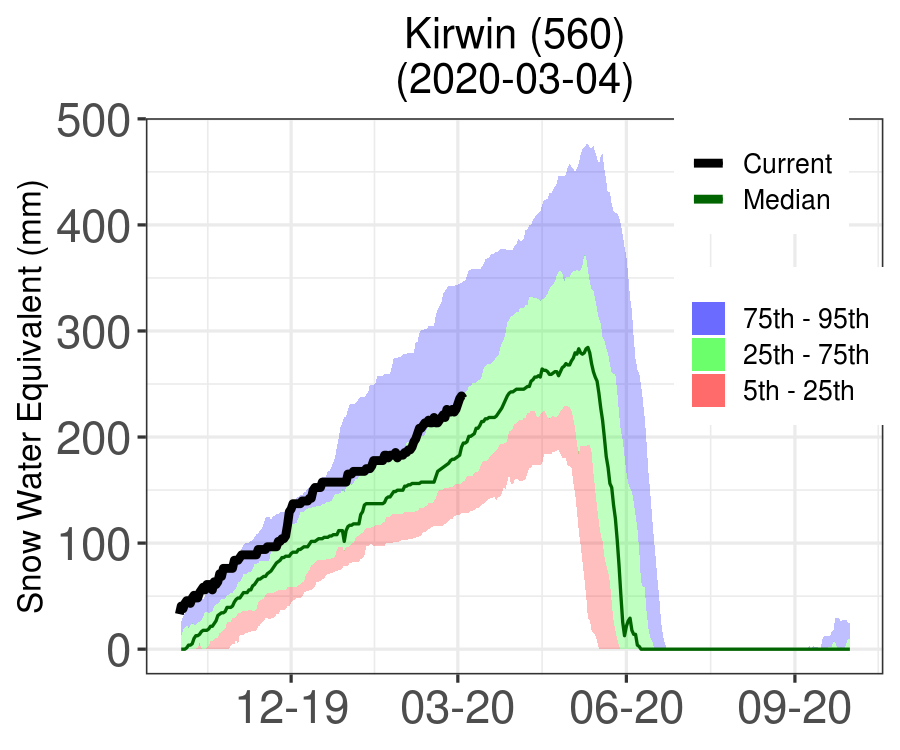 Kirwin (560)
(2020-03-04)
Snow Water Equivalent (mm)
500
400
300
200
100
0
12-19
03-20
06-20
09-20
Current
Median
75th - 95th
25th - 75th
5th - 25th